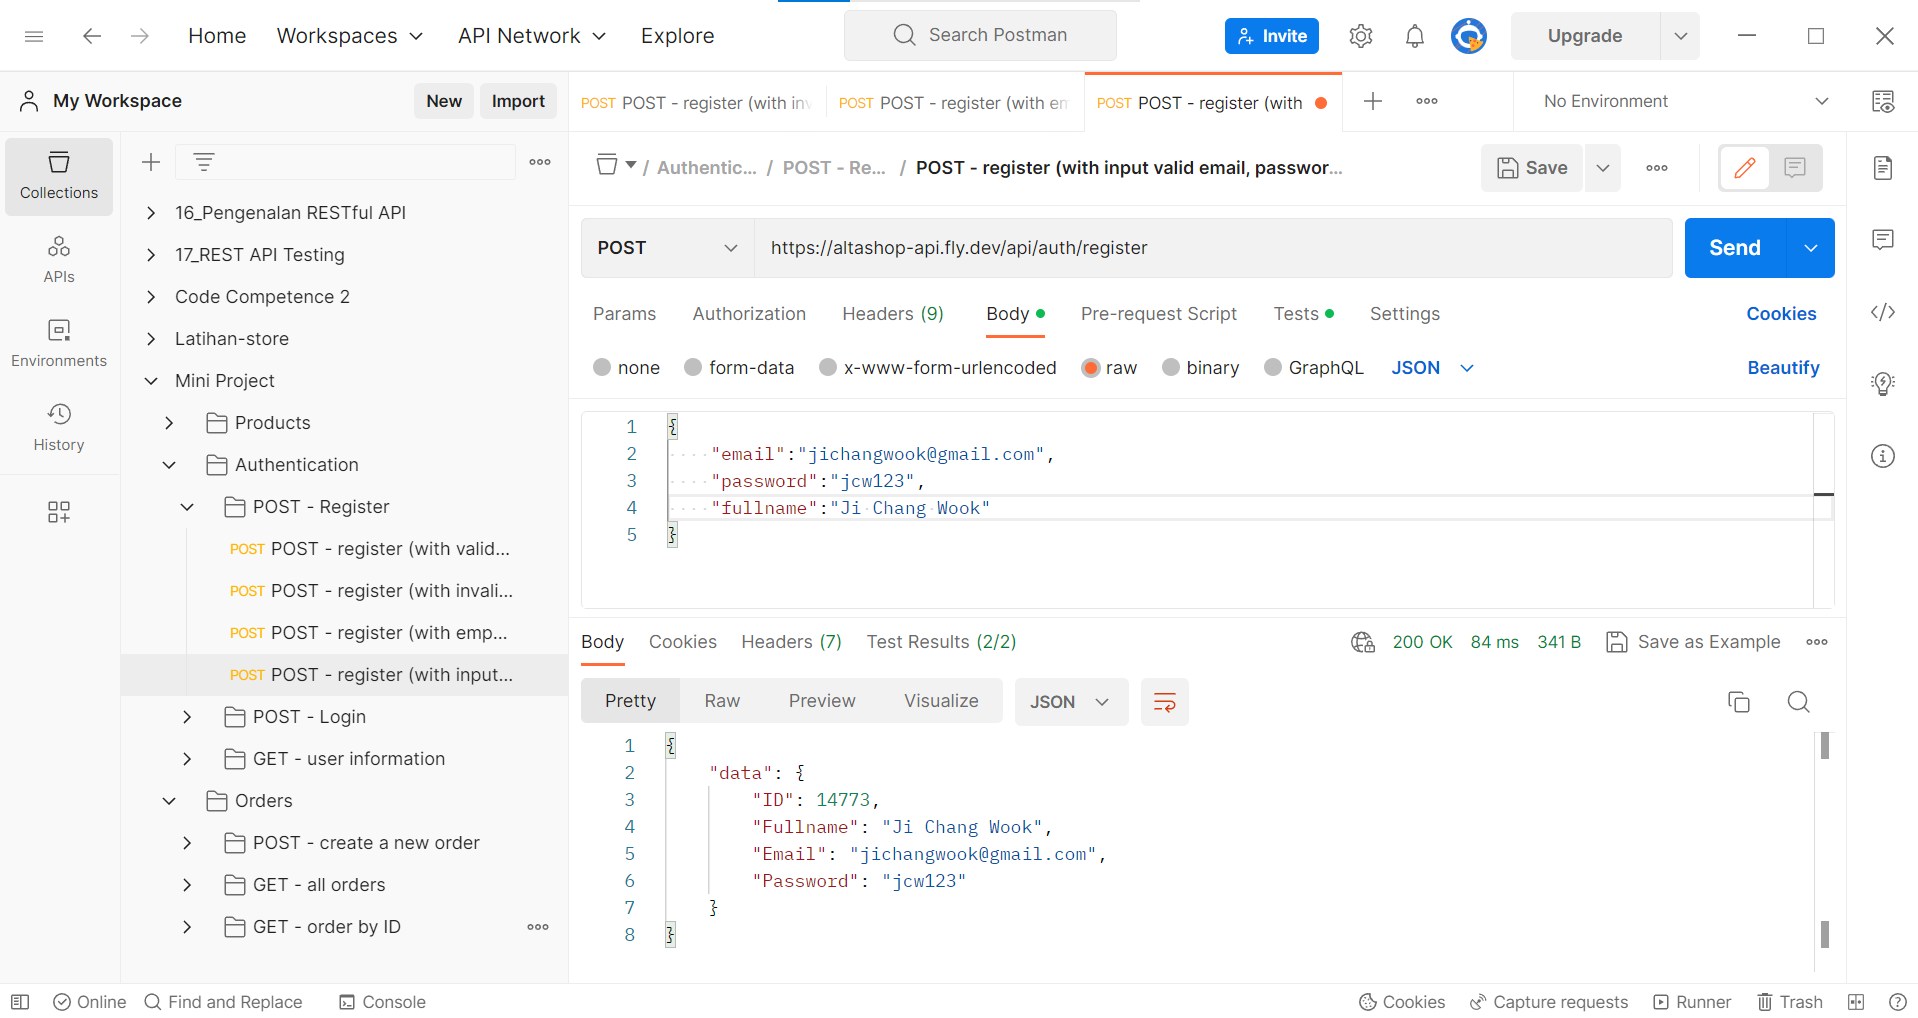 Home Workspaces API Network Explore Search Postman Invite Upgrade
My Workspace New Import POST POST - register (with inv POST POST - register (with em POST POST - register (with No Environment
Collections
APIs
Environments
History
16_Pengenalan RESTful API
17_REST API Testing
Code Competence 2
Latihan-store
Mini Project
Products
Authentication
POST - Register
POST POST - register (with valid...
POST POST - register (with invali...
POST POST - register (with emp...
POST POST - register (with input...
POST - Login
GET - user information
Orders
POST - create a new order
GET - all orders
GET - order by ID
/ Authentic... / POST - Re... / POST - register (with input valid email, passwor... Save
POST https://altashop-api.fly.dev/api/auth/register Send
Params Authorization Headers (9) Body Pre-request Script Tests Settings Cookies
none form-data x-www-form-urlencoded raw binary GraphQL JSON Beautify
1 {
2 "email":"jichangwook@gmail.com",
3 "password":"jcw123",
4 "fullname":"Ji Chang Wook"
5 }
Body Cookies Headers (7) Test Results (2/2) 200 OK 84 ms 341 B Save as Example
Pretty Raw Preview Visualize JSON
1 {
2 "data": {
3 "ID": 14773,
4 "Fullname": "Ji Chang Wook",
5 "Email": "jichangwook@gmail.com",
6 "Password": "jcw123"
7 }
8 }
Online Find and Replace Console Cookies Capture requests Runner Trash